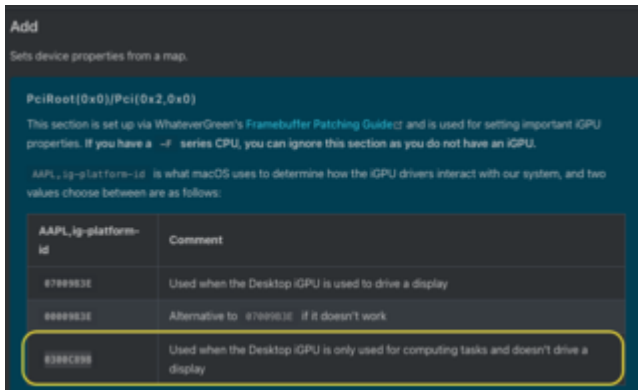 Add
Sets device properties from a map.
PciRoot(0x0)/Pci(0x2,0x0)
This section is set up via WhateverGreen's Framebuffer Patching Guide and is used for setting important iGPU
properties. If you have a -F series CPU, you can ignore this section as you do not have an iGPU.
AAPL,ig-platform-id is what macOS uses to determine how the iGPU drivers interact with our system, and two
values choose between are as follows:
AAPL,ig-platform-
id
Comment
07009B3E
Used when the Desktop iGPU is used to drive a display
00009B3E
Alternative to 07009B3E if it doesn't work
0300C89B
Used when the Desktop iGPU is only used for computing tasks and doesn't drive a
display